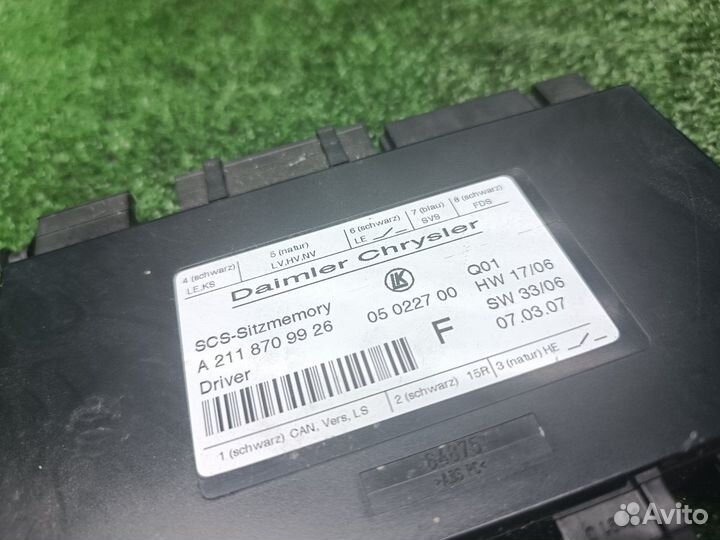 4 (schwarz)
LE,KS
5 (natur)
LV,HV,NV
6 (schwarz)
LE
7 (blau)
SVS
8 (schwarz)
FDS
Daimler Chrysler
SCS-Sitzmemory
A 211 870 99 26
Driver
LK
05 0227 00
F
Q01
HW 17/06
SW 33/06
07.03.07
1 (schwarz) CAN, Vers, LS
2 (schwarz) 15R
3 (natur) HE
Avito